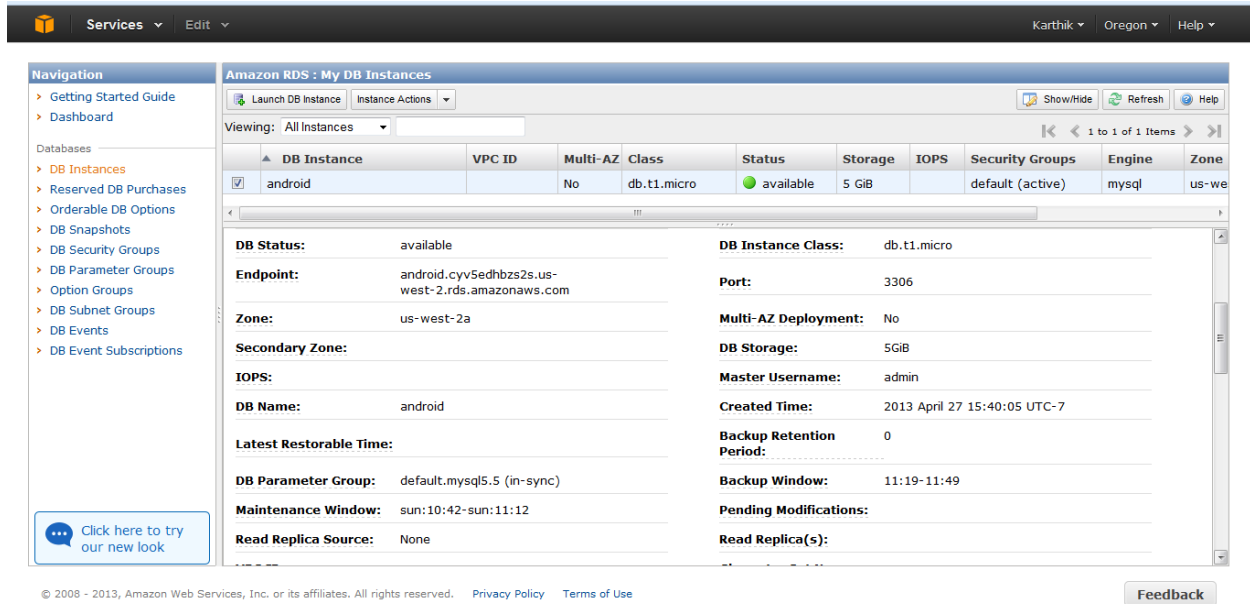 Services Edit Karthik Oregon Help
Navigation
Getting Started Guide
Dashboard
Databases
DB Instances
Reserved DB Purchases
Orderable DB Options
DB Snapshots
DB Security Groups
DB Parameter Groups
Option Groups
DB Subnet Groups
DB Events
DB Event Subscriptions
Click here to try
our new look
Amazon RDS : My DB Instances
Launch DB Instance Instance Actions Show/Hide Refresh Help
Viewing: All Instances 1 to 1 of 1 Items
DB Instance VPC ID Multi-AZ Class Status Storage IOPS Security Groups Engine Zone
android No db.t1.micro available 5 GiB default (active) mysql us-we
DB Status: available DB Instance Class: db.t1.micro
Endpoint: android.cyv5edhbzs2s.us-
west-2.rds.amazonaws.com
Port: 3306
Zone: us-west-2a Multi-AZ Deployment: No
Secondary Zone: DB Storage: 5GiB
IOPS: Master Username: admin
DB Name: android Created Time: 2013 April 27 15:40:05 UTC-7
Latest Restorable Time: Backup Retention
Period: 0
DB Parameter Group: default.mysql5.5 (in-sync) Backup Window: 11:19-11:49
Maintenance Window: sun:10:42-sun:11:12 Pending Modifications:
Read Replica Source: None Read Replica(s):
© 2008 - 2013, Amazon Web Services, Inc. or its affiliates. All rights reserved. Privacy Policy Terms of Use Feedback